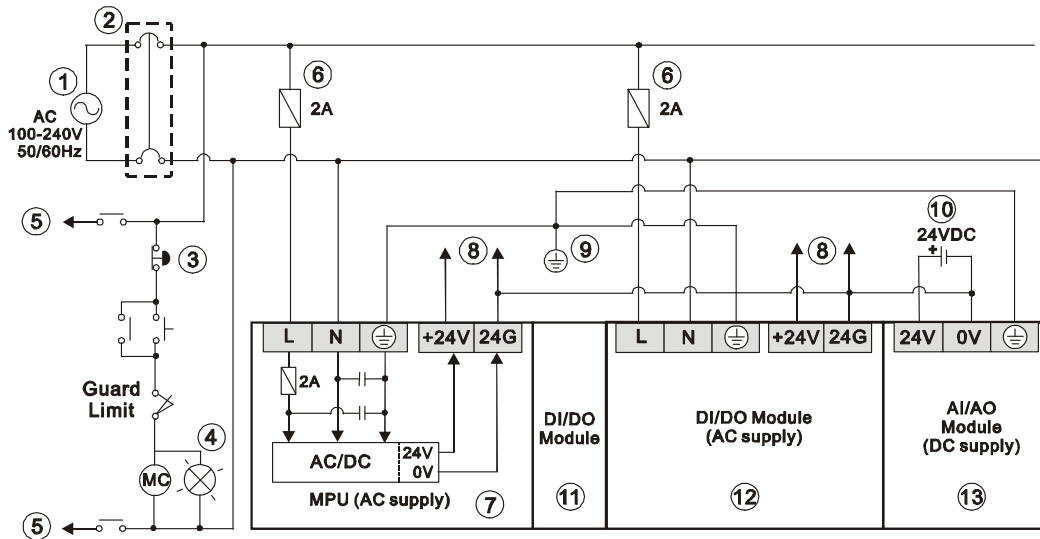 ②
⑥
⑥
①
2A
2A
AC
100-240V
50/60Hz
⑤
③
⑧
⑨
⑧
⑩
24VDC
+
L N +24V 24G
L N +24V 24G
24V 0V
2A
Guard
Limit
④
MC
AC/DC
24V
0V
MPU (AC supply)
⑦
DI/DO
Module
⑪
DI/DO Module
(AC supply)
⑫
AI/AO
Module
(DC supply)
⑬
⑤